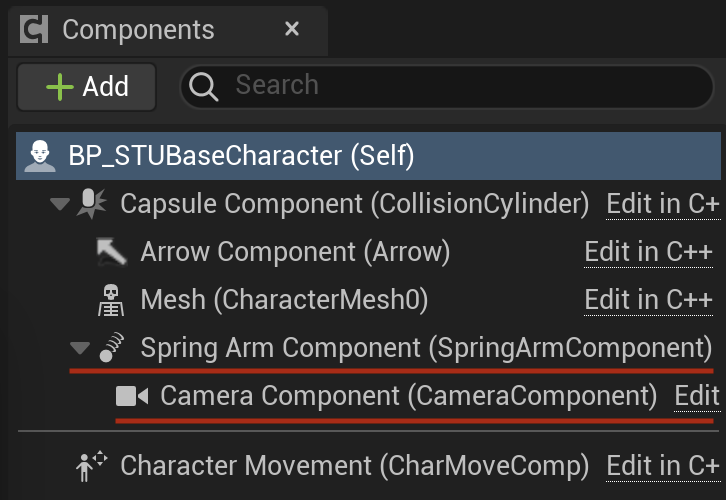 Components ×
Add Search
BP_STUBaseCharacter (Self)
Capsule Component (CollisionCylinder) Edit in C+
Arrow Component (Arrow) Edit in C++
Mesh (CharacterMesh0) Edit in C++
Spring Arm Component (SpringArmComponent)
Camera Component (CameraComponent) Edit
Character Movement (CharMoveComp) Edit in C+